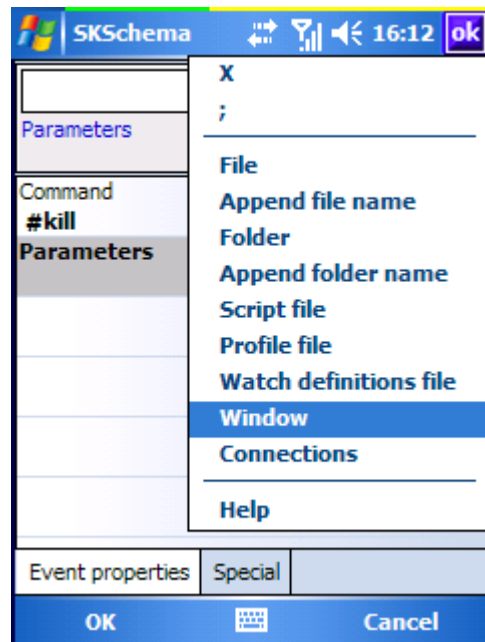 SKSchema 16:12 ok
X
;
Parameters
File
Command
Append file name
#kill
Folder
Parameters
Append folder name
Script file
Profile file
Watch definitions file
Window
Connections
Help
Event properties Special
OK Cancel